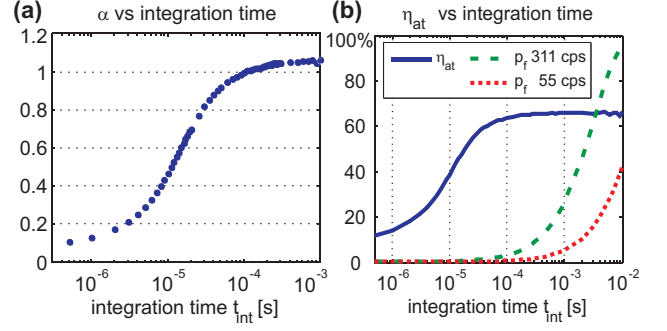 (a) α vs integration time
1.2
1
0.8
0.6
0.4
0.2
0
10⁻⁶ 10⁻⁵ 10⁻⁴ 10⁻³
integration time t_Int [s]
(b) η_at vs integration time
100%
80
60
40
20
0
η_at
p_f 311 cps
p_f 55 cps
10⁻⁶ 10⁻⁵ 10⁻⁴ 10⁻³ 10⁻²
integration time t_Int [s]